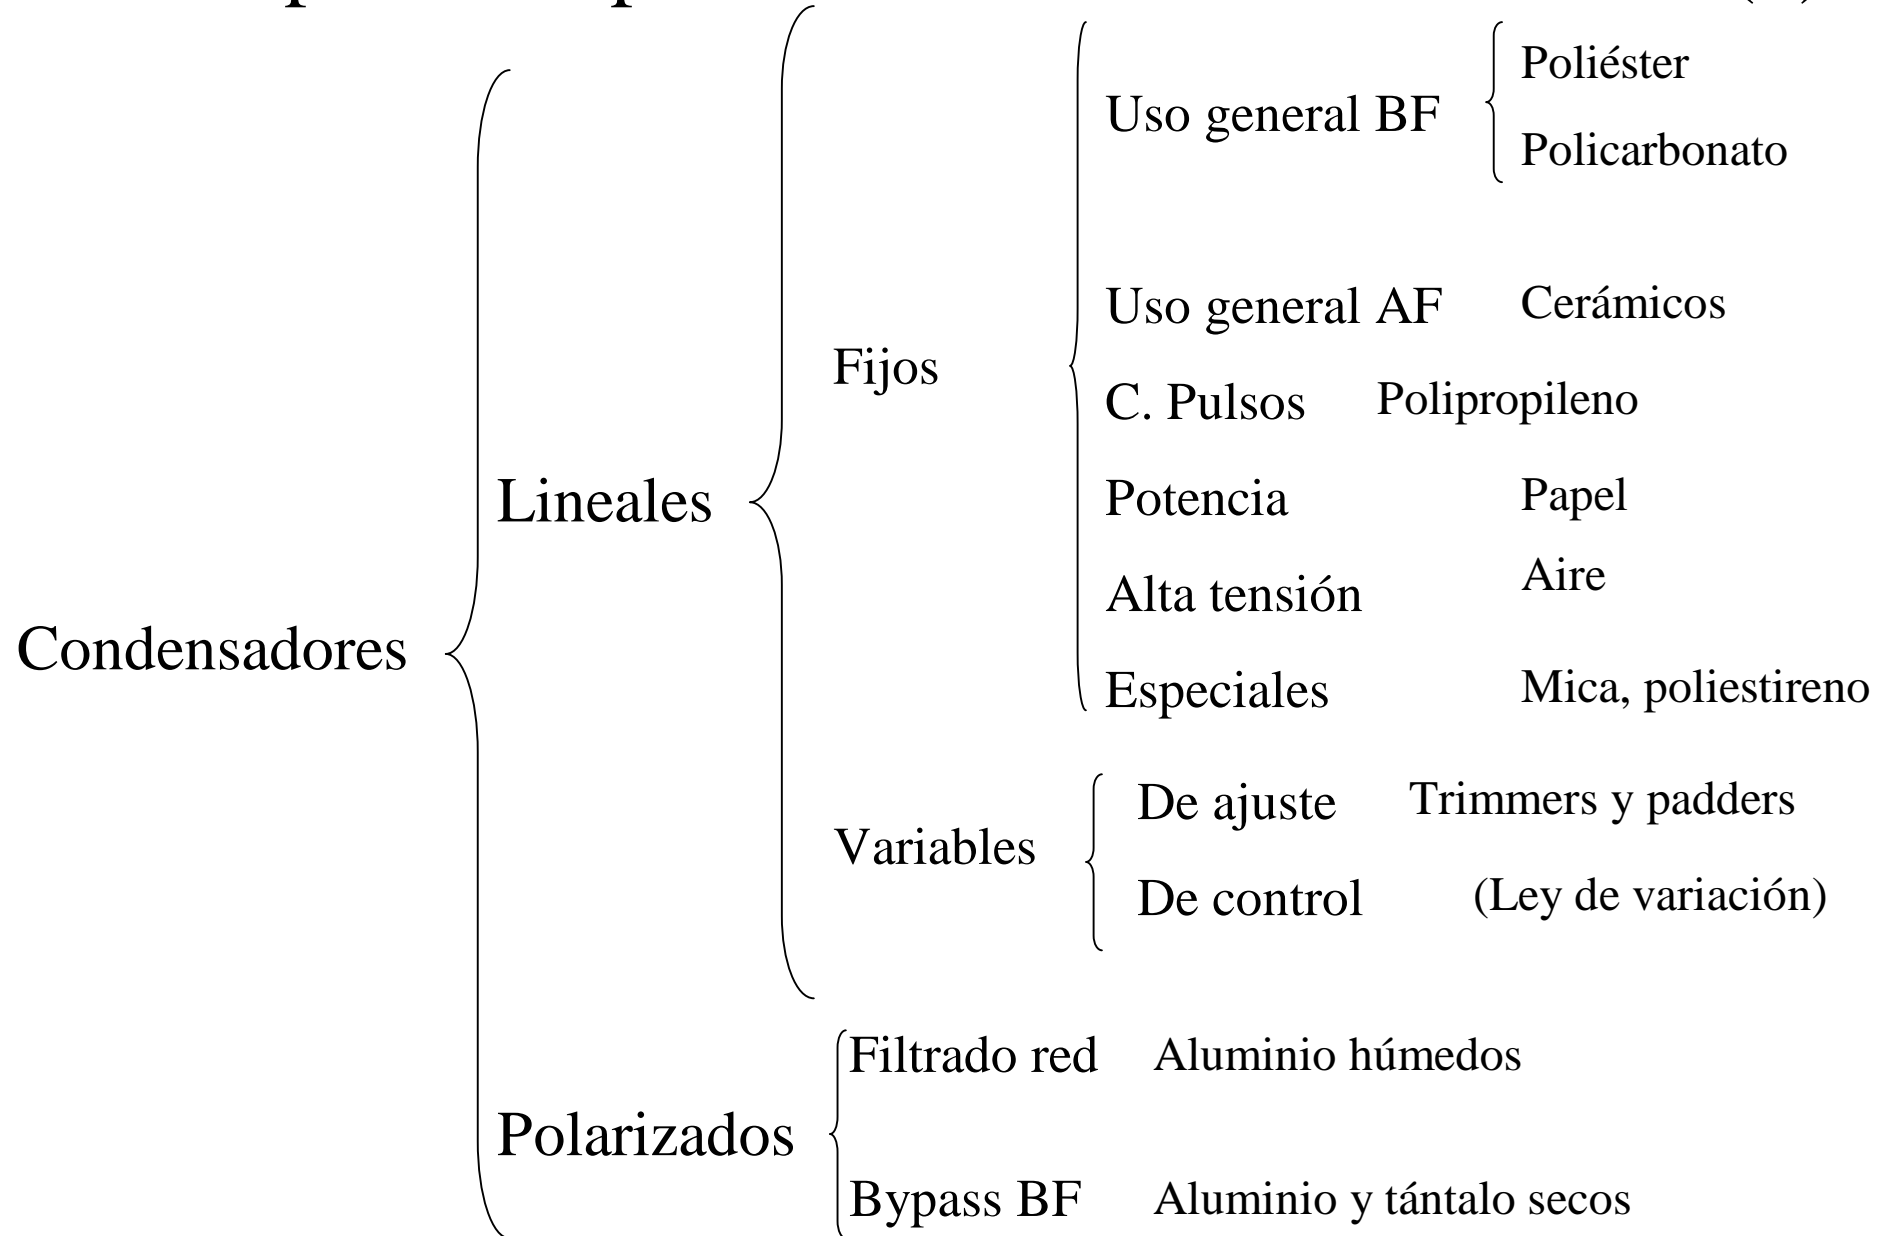 Poliéster
Uso general BF
Policarbonato
Uso general AF Cerámicos
Fijos
C. Pulsos Polipropileno
Lineales
Potencia Papel
Alta tensión Aire
Condensadores
Especiales Mica, poliestireno
De ajuste Trimmers y padders
Variables
De control (Ley de variación)
Filtrado red Aluminio húmedos
Polarizados
Bypass BF Aluminio y tántalo secos